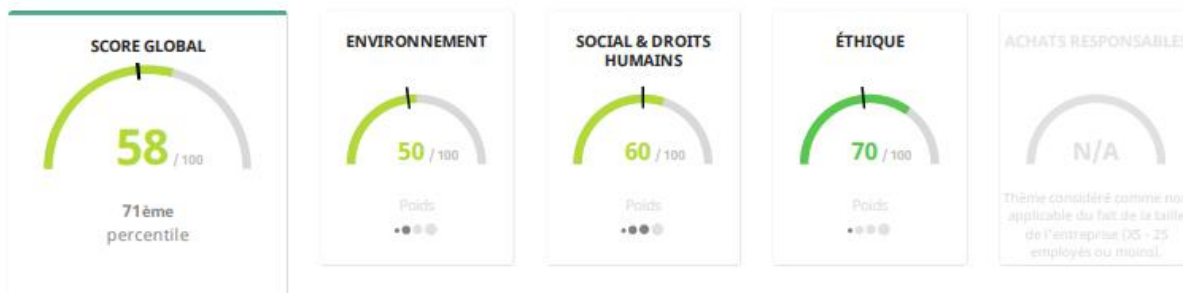 SCORE GLOBAL
58 / 100
71ème
percentile
ENVIRONNEMENT
50 / 100
Poids
SOCIAL & DROITS
HUMAINS
60 / 100
Poids
ÉTHIQUE
70 / 100
Poids
ACHATS RESPONSABLES
N/A
Thème considéré comme non
applicable du fait de la taille
de l'entreprise (XS - 25
employés ou moins).